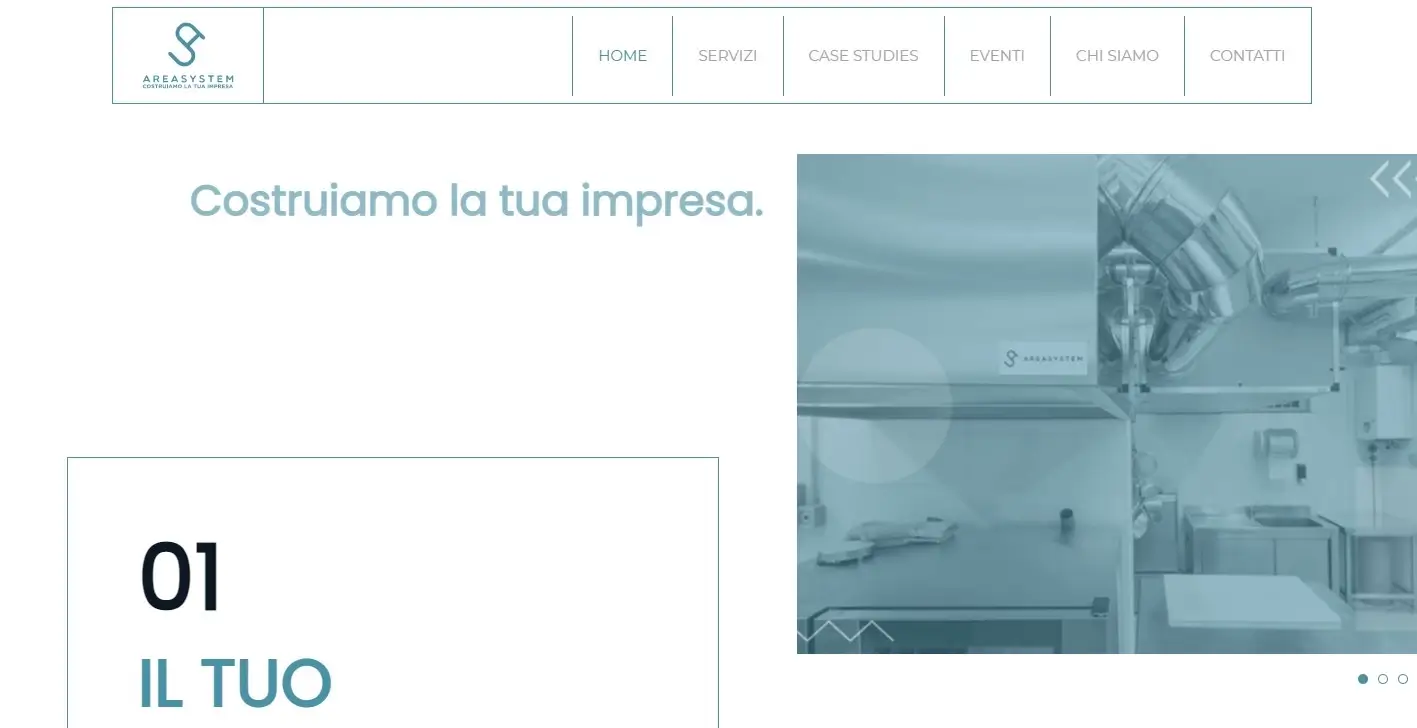 AREASYSTEM
COSTRUIAMO LA TUA IMPRESA
HOME
SERVIZI
CASE STUDIES
EVENTI
CHI SIAMO
CONTATTI
Costruiamo la tua impresa.
AREASYSTEM
01
IL TUO